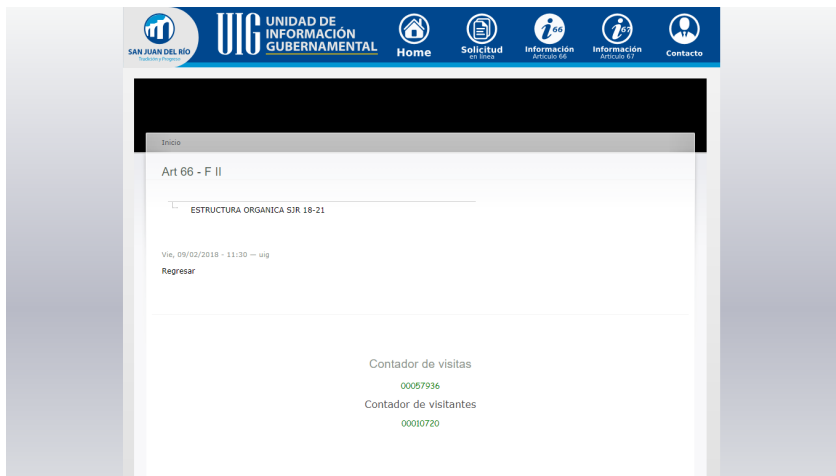 SAN JUAN DEL RÍO
Tradición y Progreso
UIG
UNIDAD DE
INFORMACIÓN
GUBERNAMENTAL
Home
Solicitud
en línea
66
Información
Artículo 66
67
Información
Artículo 67
Contacto
Inicio
Art 66 - F II
ESTRUCTURA ORGANICA SJR 18-21
Vie, 09/02/2018 - 11:30 — uig
Regresar
Contador de visitas
00057936
Contador de visitantes
00010720